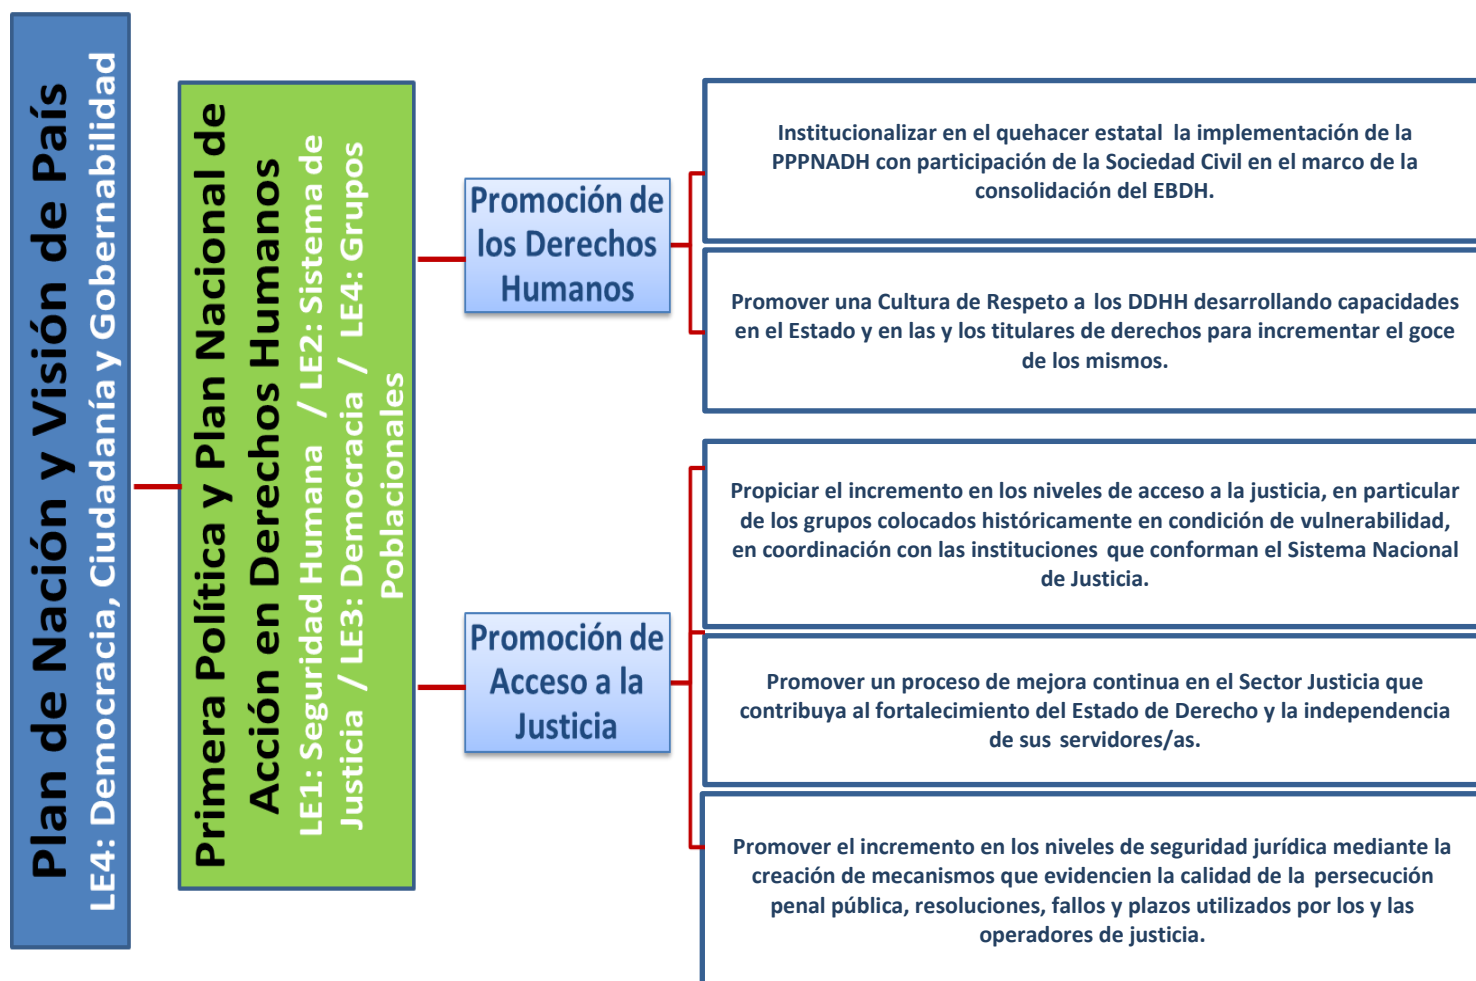 Plan de Nación y Visión de País
LE4: Democracia, Ciudadanía y Gobernabilidad
Primera Política y Plan Nacional de
Acción en Derechos Humanos
LE1: Seguridad Humana / LE2: Sistema de
Justicia / LE3: Democracia / LE4: Grupos
Poblacionales
Promoción de
los Derechos
Humanos
Institucionalizar en el quehacer estatal la implementación de la
PPPNADH con participación de la Sociedad Civil en el marco de la
consolidación del EBDH.
Promover una Cultura de Respeto a los DDHH desarrollando capacidades
en el Estado y en las y los titulares de derechos para incrementar el goce
de los mismos.
Promoción de
Acceso a la
Justicia
Propiciar el incremento en los niveles de acceso a la justicia, en particular
de los grupos colocados históricamente en condición de vulnerabilidad,
en coordinación con las instituciones que conforman el Sistema Nacional
de Justicia.
Promover un proceso de mejora continua en el Sector Justicia que
contribuya al fortalecimiento del Estado de Derecho y la independencia
de sus servidores/as.
Promover el incremento en los niveles de seguridad jurídica mediante la
creación de mecanismos que evidencien la calidad de la persecución
penal pública, resoluciones, fallos y plazos utilizados por los y las
operadores de justicia.